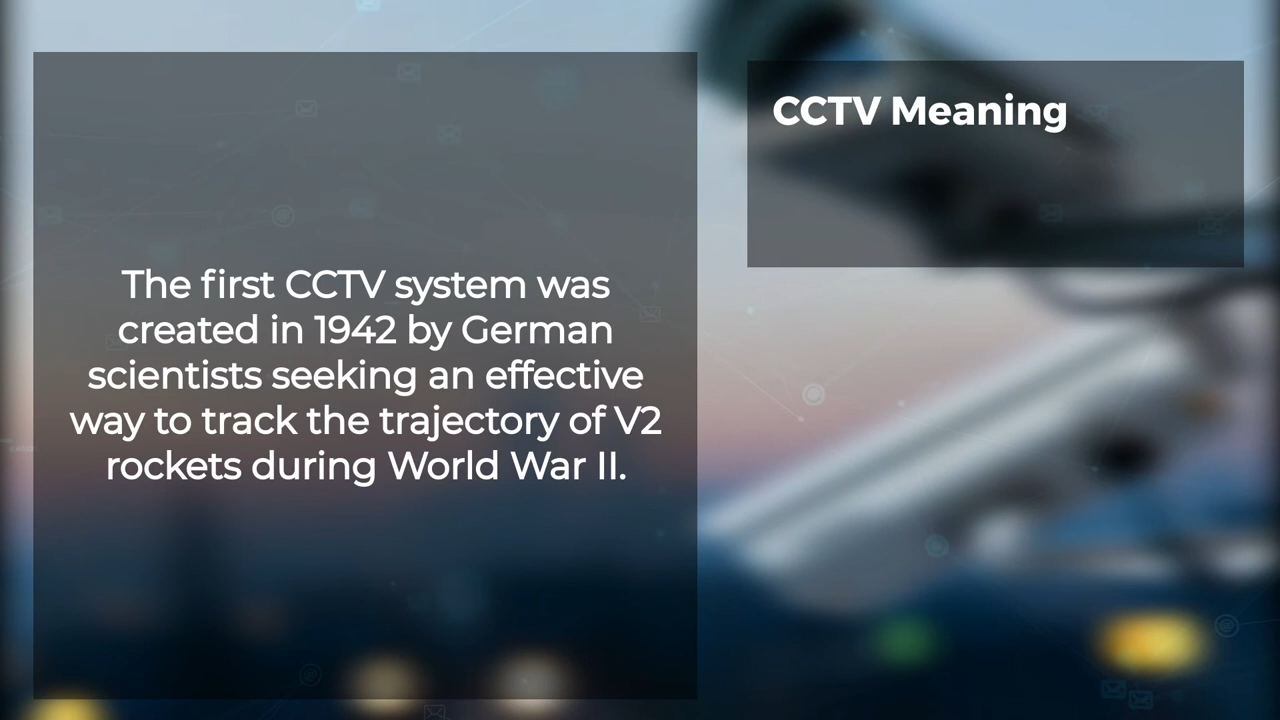 CCTV Meaning
The first CCTV system was
created in 1942 by German
scientists seeking an effective
way to track the trajectory of V2
rockets during World War II.